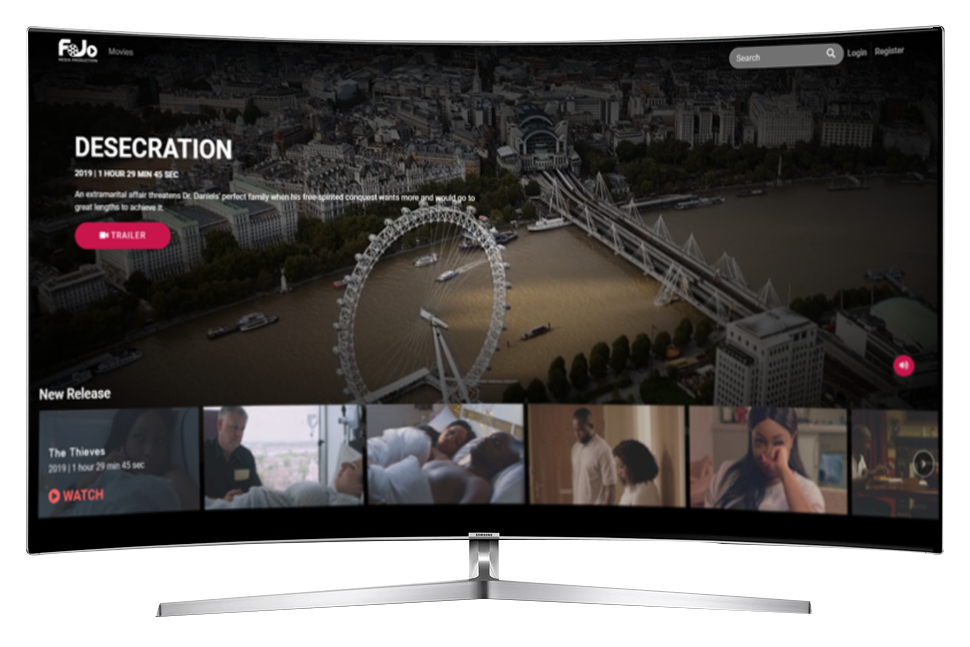 FoJo
MEDIA PRODUCTION
Movies
Search
Login
Register
DESECRATION
2019 | 1 HOUR 29 MIN 45 SEC
An extramarital affair threatens Dr. Daniels' perfect family when his free-spirited conquest wants more and would go to
great lengths to achieve it.
TRAILER
New Release
The Thieves
2019 | 1 hour 29 min 45 sec
WATCH
SAMSUNG